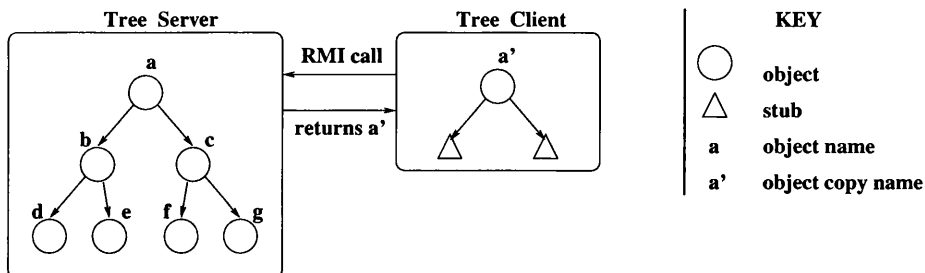 Tree Server
a
b
c
d
e
f
g
RMI call
returns a'
Tree Client
a'
KEY
object
stub
a object name
a' object copy name